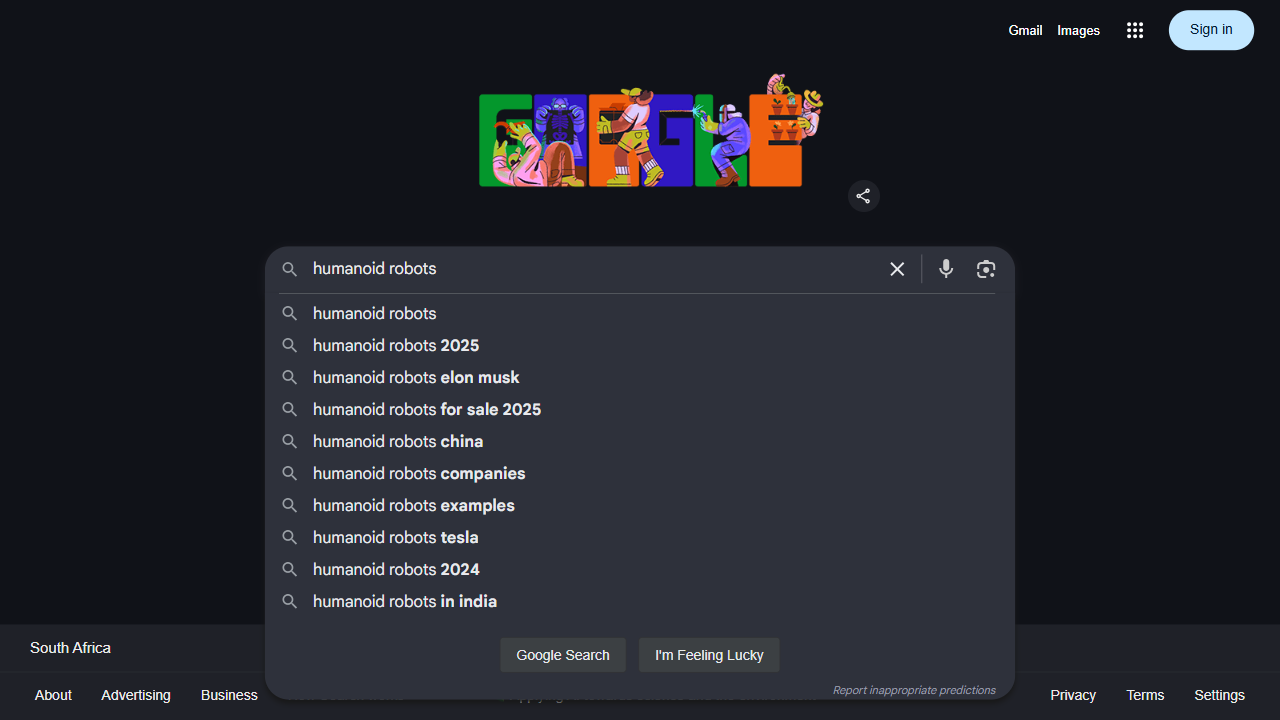 Gmail Images Sign in
humanoid robots
humanoid robots
humanoid robots 2025
humanoid robots elon musk
humanoid robots for sale 2025
humanoid robots china
humanoid robots companies
humanoid robots examples
humanoid robots tesla
humanoid robots 2024
humanoid robots in india
Google Search I'm Feeling Lucky
Report inappropriate predictions
South Africa
About Advertising Business Privacy Terms Settings